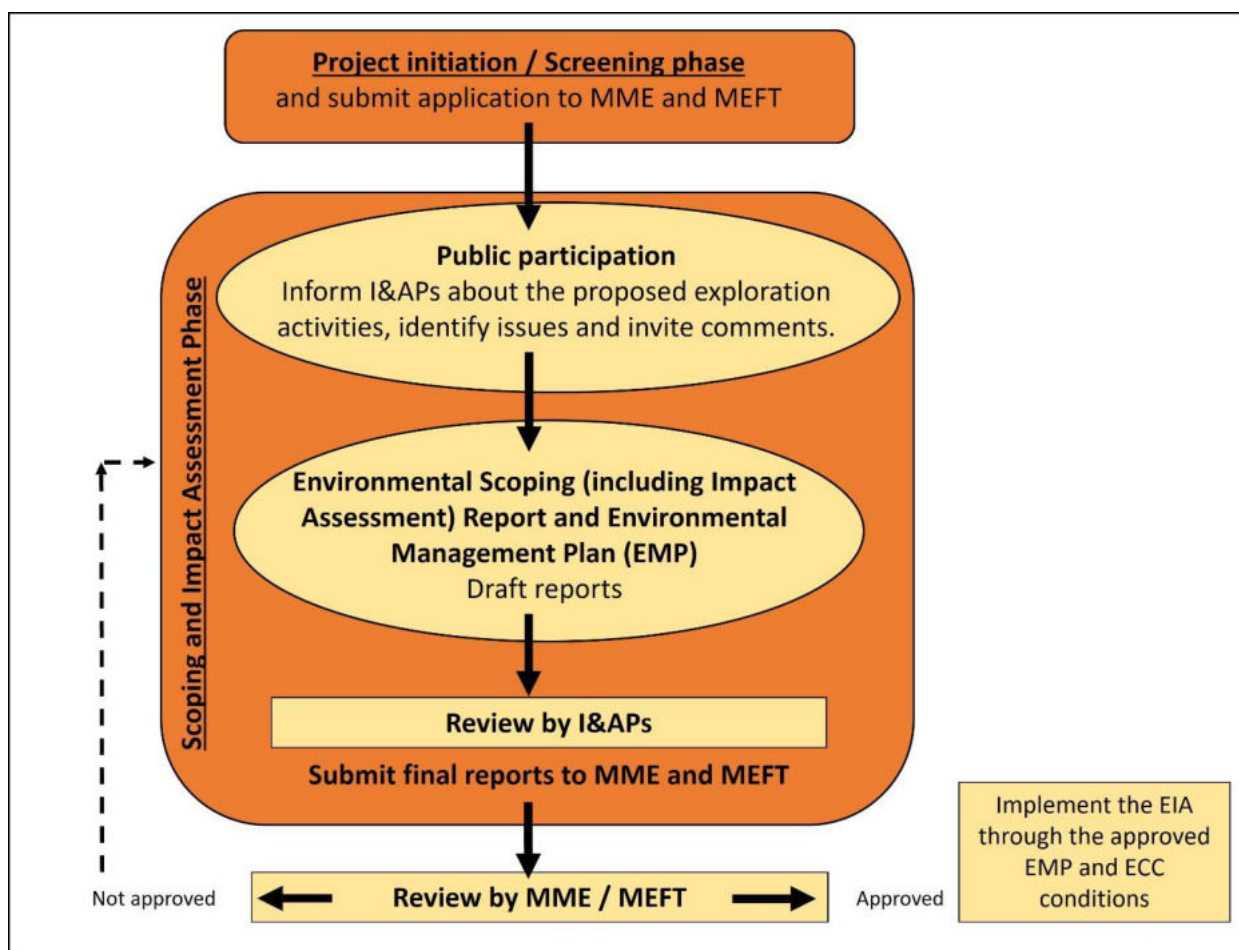 Project initiation / Screening phase
and submit application to MME and MEFT
Scoping and Impact Assessment Phase
Public participation
Inform I&APs about the proposed exploration
activities, identify issues and invite comments.
Environmental Scoping (including Impact
Assessment) Report and Environmental
Management Plan (EMP)
Draft reports
Review by I&APs
Submit final reports to MME and MEFT
Not approved
Review by MME / MEFT
Approved
Implement the EIA
through the approved
EMP and ECC
conditions